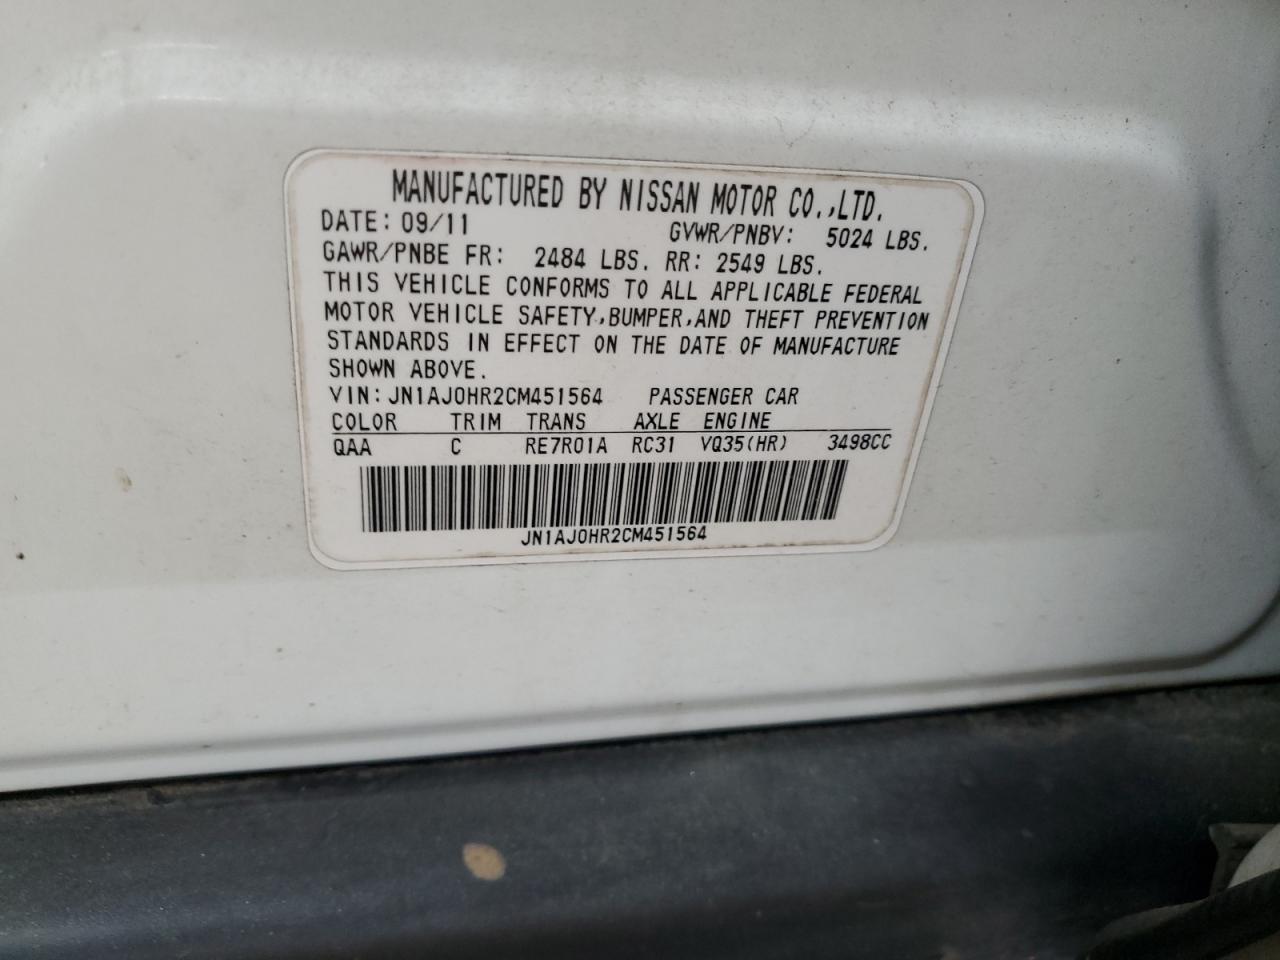 MANUFACTURED BY NISSAN MOTOR CO.,LTD.
DATE: 09/11 GVWR/PNBV: 5024 LBS.
GAWR/PNBE FR: 2484 LBS. RR: 2549 LBS.
THIS VEHICLE CONFORMS TO ALL APPLICABLE FEDERAL
MOTOR VEHICLE SAFETY,BUMPER,AND THEFT PREVENTION
STANDARDS IN EFFECT ON THE DATE OF MANUFACTURE
SHOWN ABOVE.
VIN: JN1AJ0HR2CM451564 PASSENGER CAR
COLOR TRIM TRANS AXLE ENGINE
QAA C RE7R01A RC31 VQ35(HR) 3498CC
JN1AJ0HR2CM451564